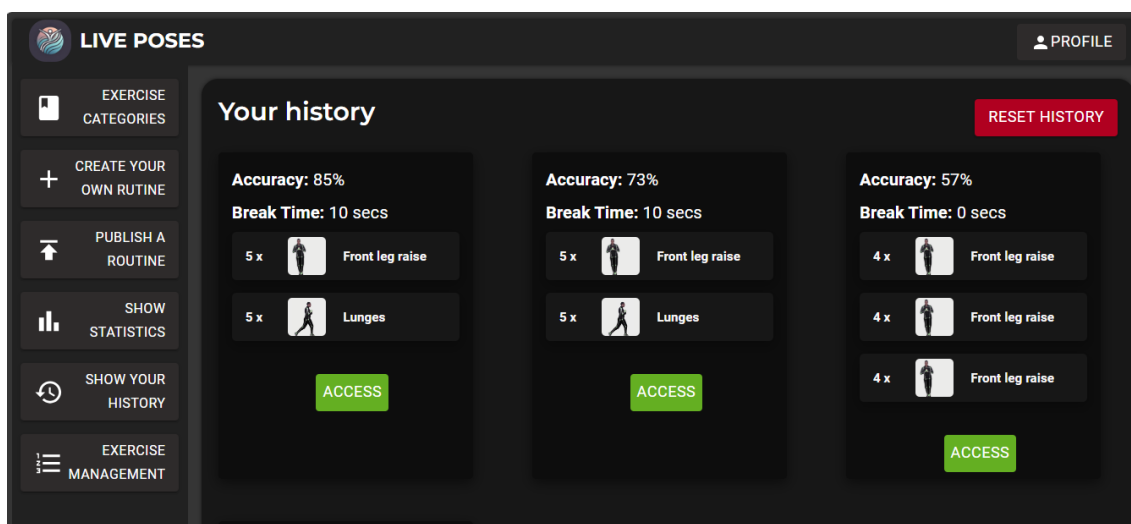 LIVE POSES
PROFILE
EXERCISE
CATEGORIES
CREATE YOUR
OWN RUTINE
PUBLISH A
ROUTINE
SHOW
STATISTICS
SHOW YOUR
HISTORY
1
2
3
EXERCISE
MANAGEMENT
Your history
RESET HISTORY
Accuracy: 85%
Break Time: 10 secs
5 x Front leg raise
5 x Lunges
ACCESS
Accuracy: 73%
Break Time: 10 secs
5 x Front leg raise
5 x Lunges
ACCESS
Accuracy: 57%
Break Time: 0 secs
4 x Front leg raise
4 x Front leg raise
4 x Front leg raise
ACCESS